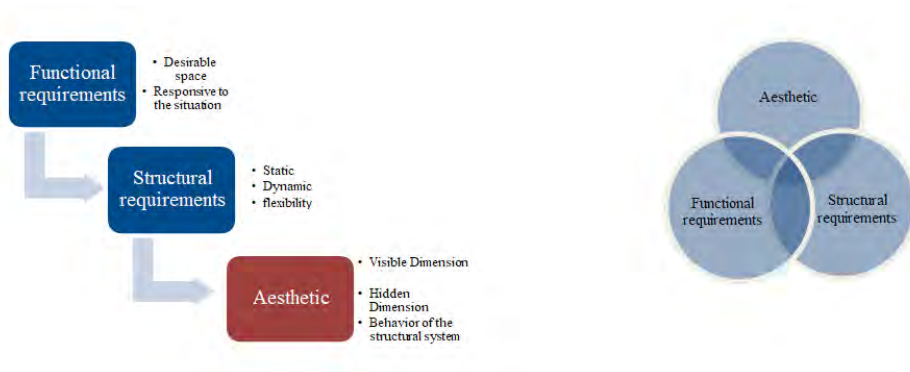 Functional
requirements
• Desirable
space
• Responsive to
the situation
Structural
requirements
• Static
• Dynamic
• flexibility
Aesthetic
• Visible Dimension
• Hidden
Dimension
• Behavior of the
structural system
Aesthetic
Functional
requirements
Structural
requirements